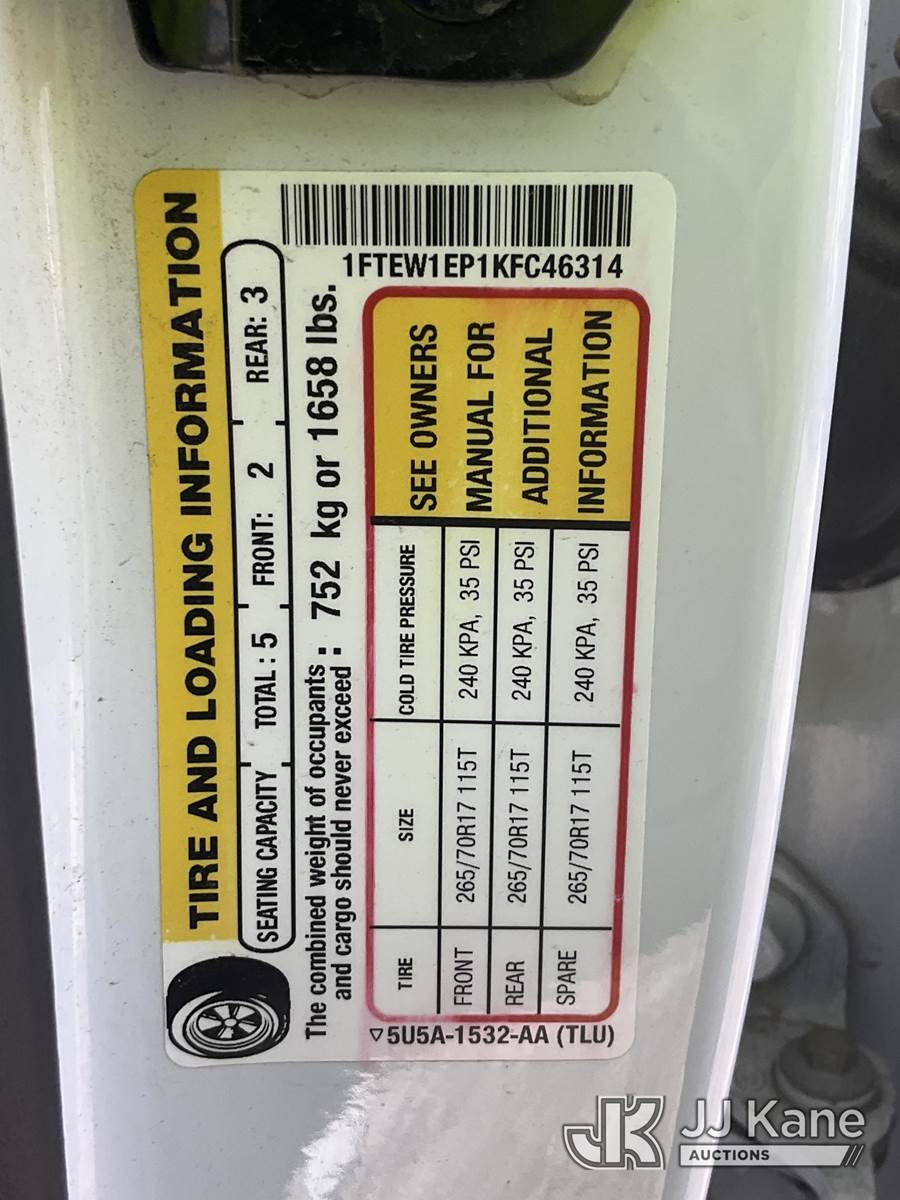 TIRE AND LOADING INFORMATION
SEATING CAPACITY TOTAL : 5 FRONT: 2 REAR: 3
The combined weight of occupants :
and cargo should never exceed :
752 kg or 1658 lbs.
1FTEW1EP1KFC46314
TIRE SIZE COLD TIRE PRESSURE
FRONT 265/70R17 115T 240 KPA, 35 PSI
REAR 265/70R17 115T 240 KPA, 35 PSI
SPARE 265/70R17 115T 240 KPA, 35 PSI
SEE OWNERS
MANUAL FOR
ADDITIONAL
INFORMATION
5U5A-1532-AA (TLU)
JK JJ Kane
AUCTIONS